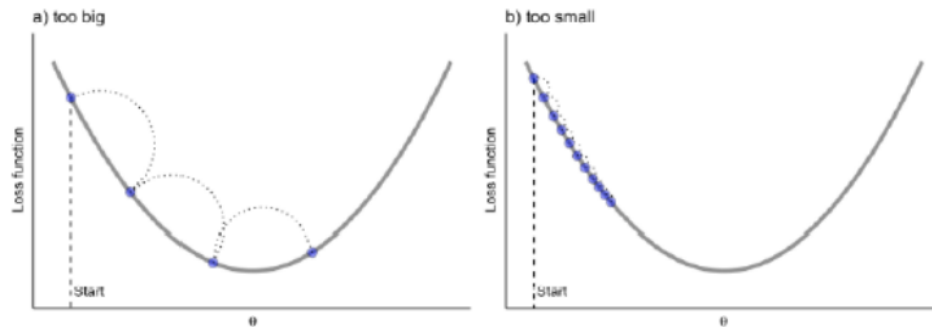 a) too big
Loss function
Start
θ
b) too small
Loss function
Start
θ